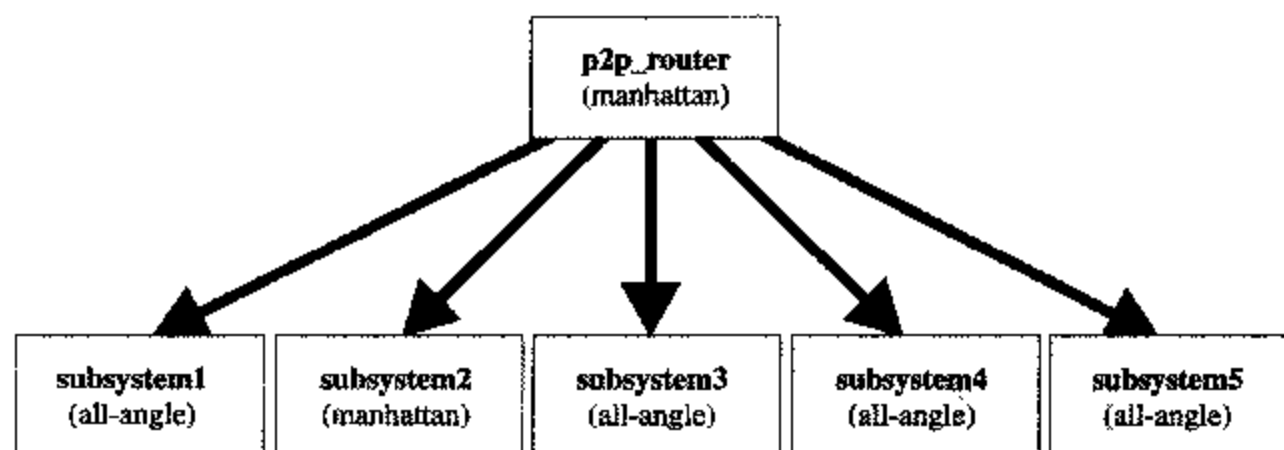 p2p_router
(manhattan)
subsystem1
(all-angle)
subsystem2
(manhattan)
subsystem3
(all-angle)
subsystem4
(all-angle)
subsystem5
(all-angle)